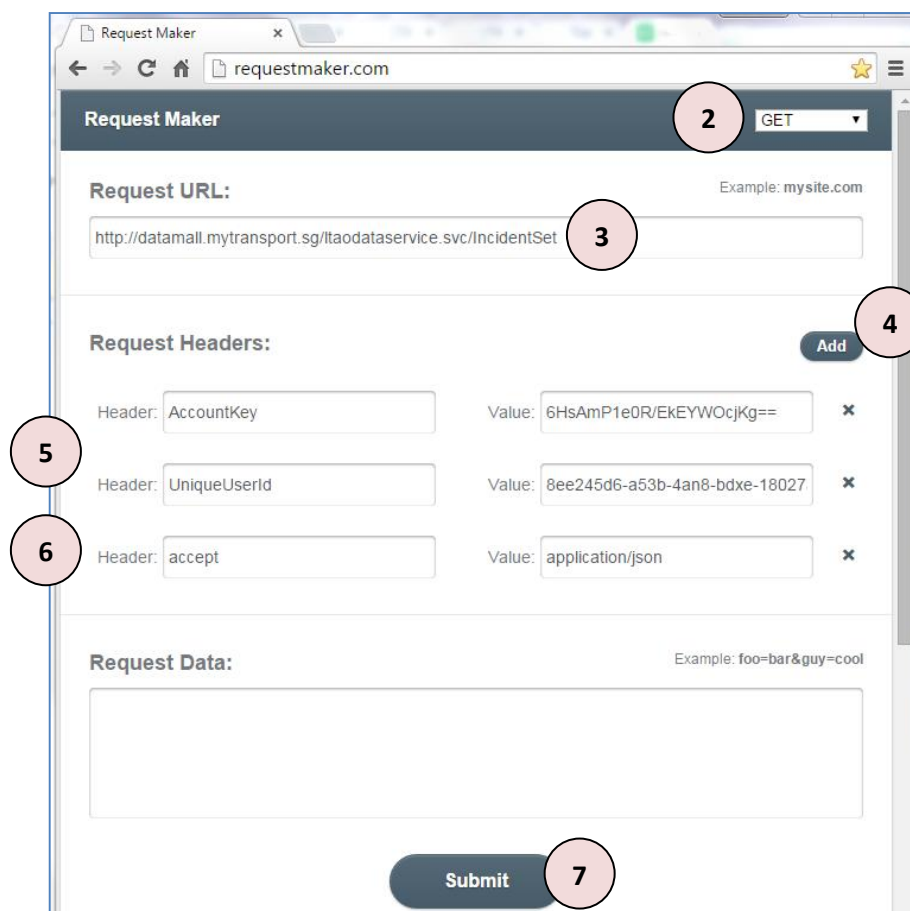 Request Maker ×
requestmaker.com
Request Maker 2 GET
Request URL: Example: mysite.com
http://datamall.mytransport.sg/ltaodataservice.svc/IncidentSet 3
4
Request Headers: Add
Header: AccountKey Value: 6HsAmP1e0R/EkEYWOcjKg== ×
5
Header: UniqueUserId Value: 8ee245d6-a53b-4an8-bdxe-18027 ×
6 Header: accept Value: application/json ×
Request Data: Example: foo=bar&guy=cool
Submit 7